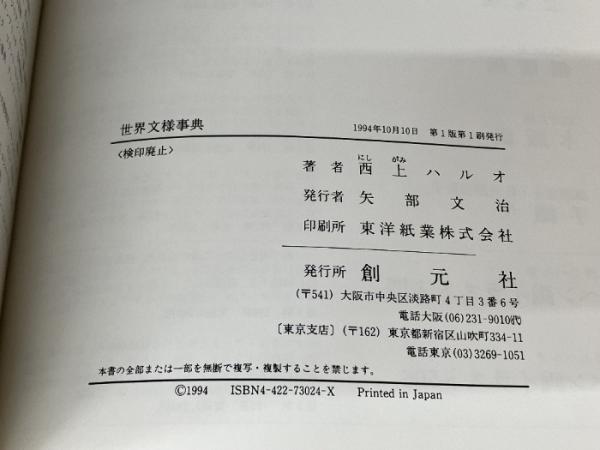 世界文様事典
1994年10月10日 第1版第1刷発行
〈検印廃止〉
にし がみ
著者 西上ハルオ
発行者 矢部文治
印刷所 東洋紙業株式会社
発行所 創元社
(〒541) 大阪市中央区淡路町4丁目3番6号
電話大阪(06)231-9010代
〔東京支店〕(〒162) 東京都新宿区山吹町334-11
電話東京(03)3269-1051
本書の全部または一部を無断で複写・複製することを禁じます。
©1994 ISBN4-422-73024-X Printed in Japan